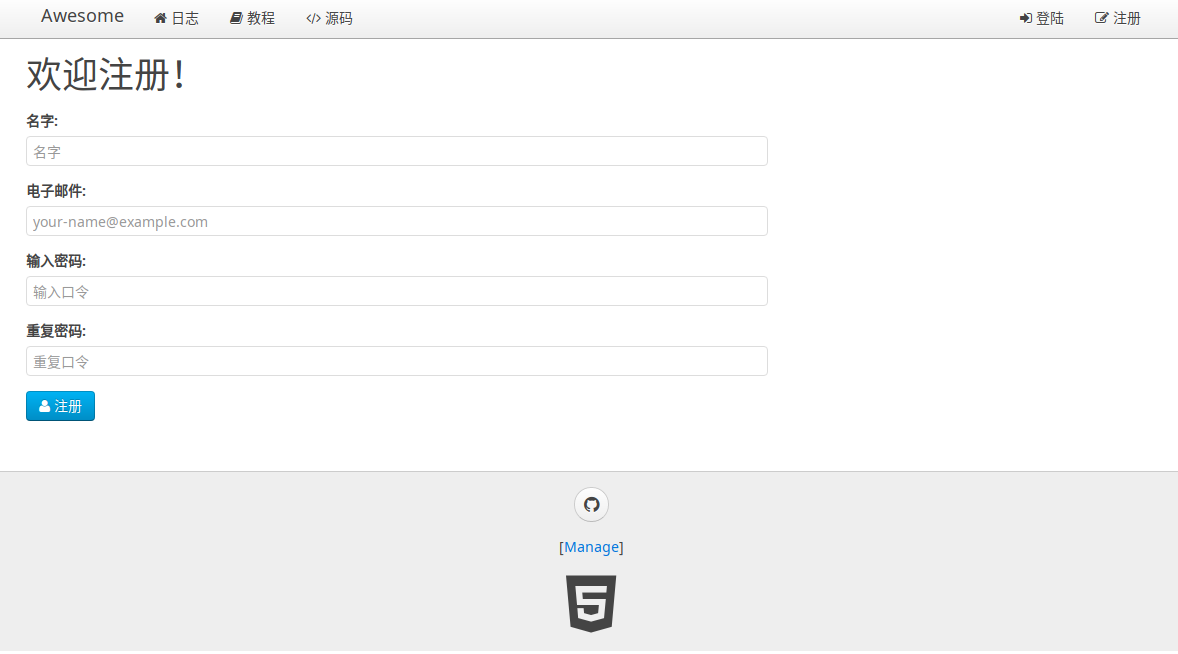 Awesome 日志 教程 </> 源码 登陆 注册
欢迎注册！
名字:
名字
电子邮件:
your-name@example.com
输入密码:
输入口令
重复密码:
重复口令
注册
[Manage]
5